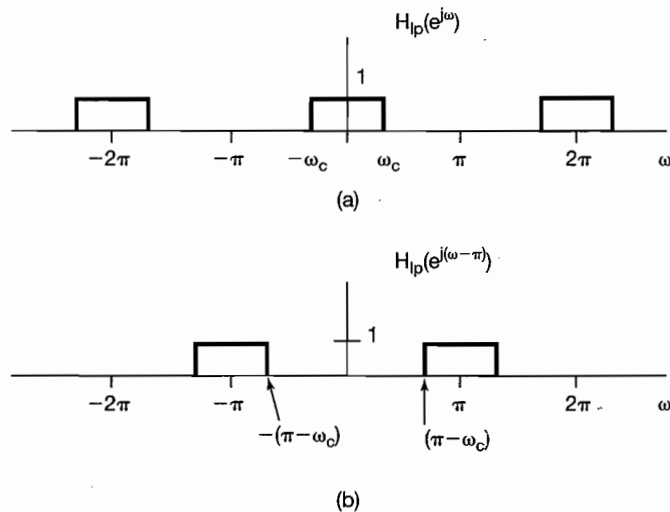 H_lp(e^jω)
1
−2π −π −ω_c ω_c π 2π ω
(a)
H_lp(e^j(ω−π))
1
−2π −π π 2π ω
−(π−ω_c) (π−ω_c)
(b)